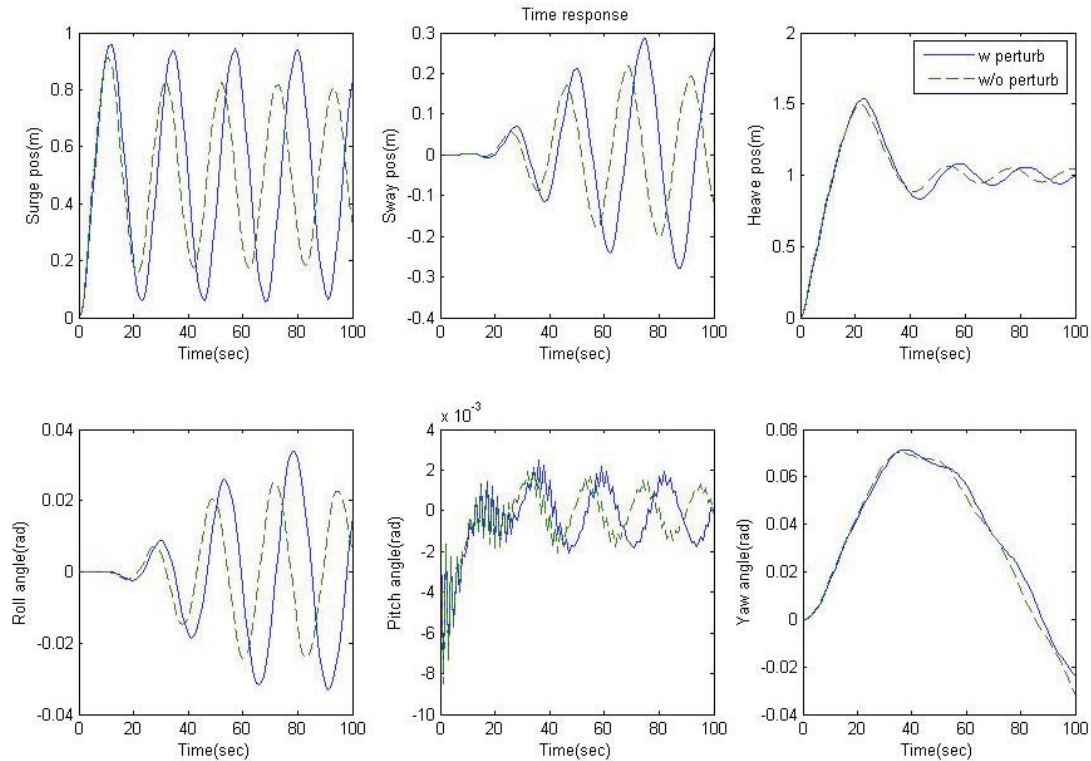 Time response
Surge pos(m)
1
0.8
0.6
0.4
0.2
0
0 20 40 60 80 100
Time(sec)
Sway pos(m)
0.3
0.2
0.1
0
-0.1
-0.2
-0.3
-0.4
0 20 40 60 80 100
Time(sec)
Heave pos(m)
2
1.5
1
0.5
0
0 20 40 60 80 100
Time(sec)
w perturb
w/o perturb
Roll angle(rad)
0.04
0.02
0
-0.02
-0.04
0 20 40 60 80 100
Time(sec)
x 10-3
Pitch angle(rad)
4
2
0
-2
-4
-6
-8
-10
0 20 40 60 80 100
Time(sec)
Yaw angle(rad)
0.08
0.06
0.04
0.02
0
-0.02
-0.04
0 20 40 60 80 100
Time(sec)